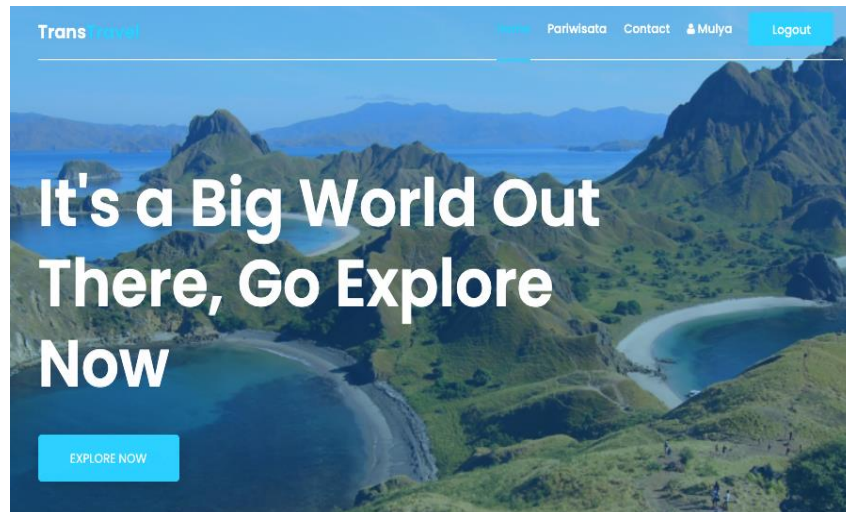 TransTravel
Home Pariwisata Contact Mulya Logout
It's a Big World Out
There, Go Explore
Now
EXPLORE NOW